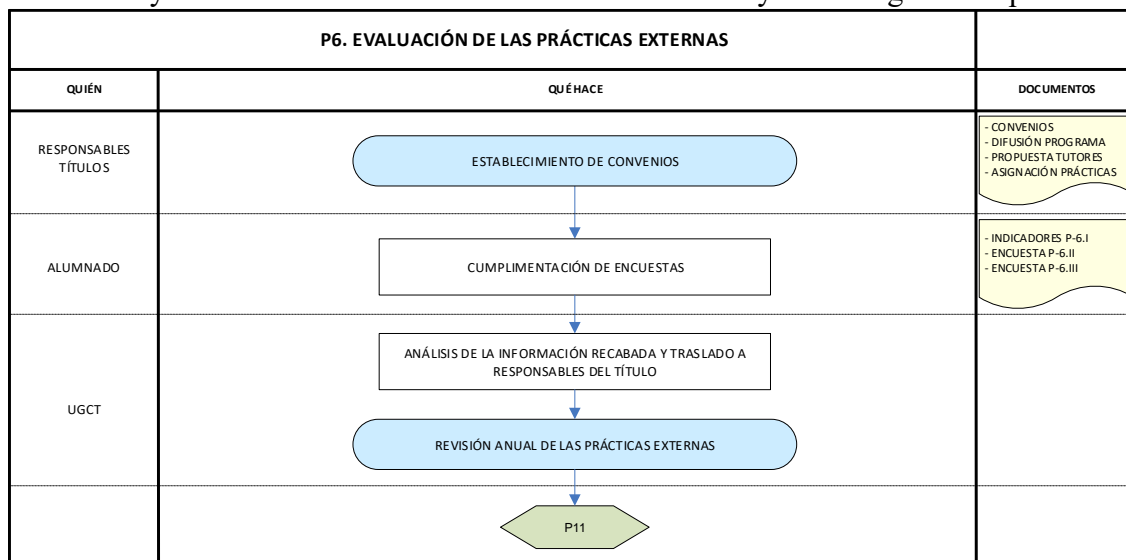 P6. EVALUACIÓN DE LAS PRÁCTICAS EXTERNAS
QUIÉN
QUÉ HACE
DOCUMENTOS
RESPONSABLES
TÍTULOS
ESTABLECIMIENTO DE CONVENIOS
- CONVENIOS
- DIFUSIÓN PROGRAMA
- PROPUESTA TUTORES
- ASIGNACIÓN PRÁCTICAS
ALUMNADO
CUMPLIMENTACIÓN DE ENCUESTAS
- INDICADORES P-6.I
- ENCUESTA P-6.II
- ENCUESTA P-6.III
UGCT
ANÁLISIS DE LA INFORMACIÓN RECABADA Y TRASLADO A
RESPONSABLES DEL TÍTULO
REVISIÓN ANUAL DE LAS PRÁCTICAS EXTERNAS
P11